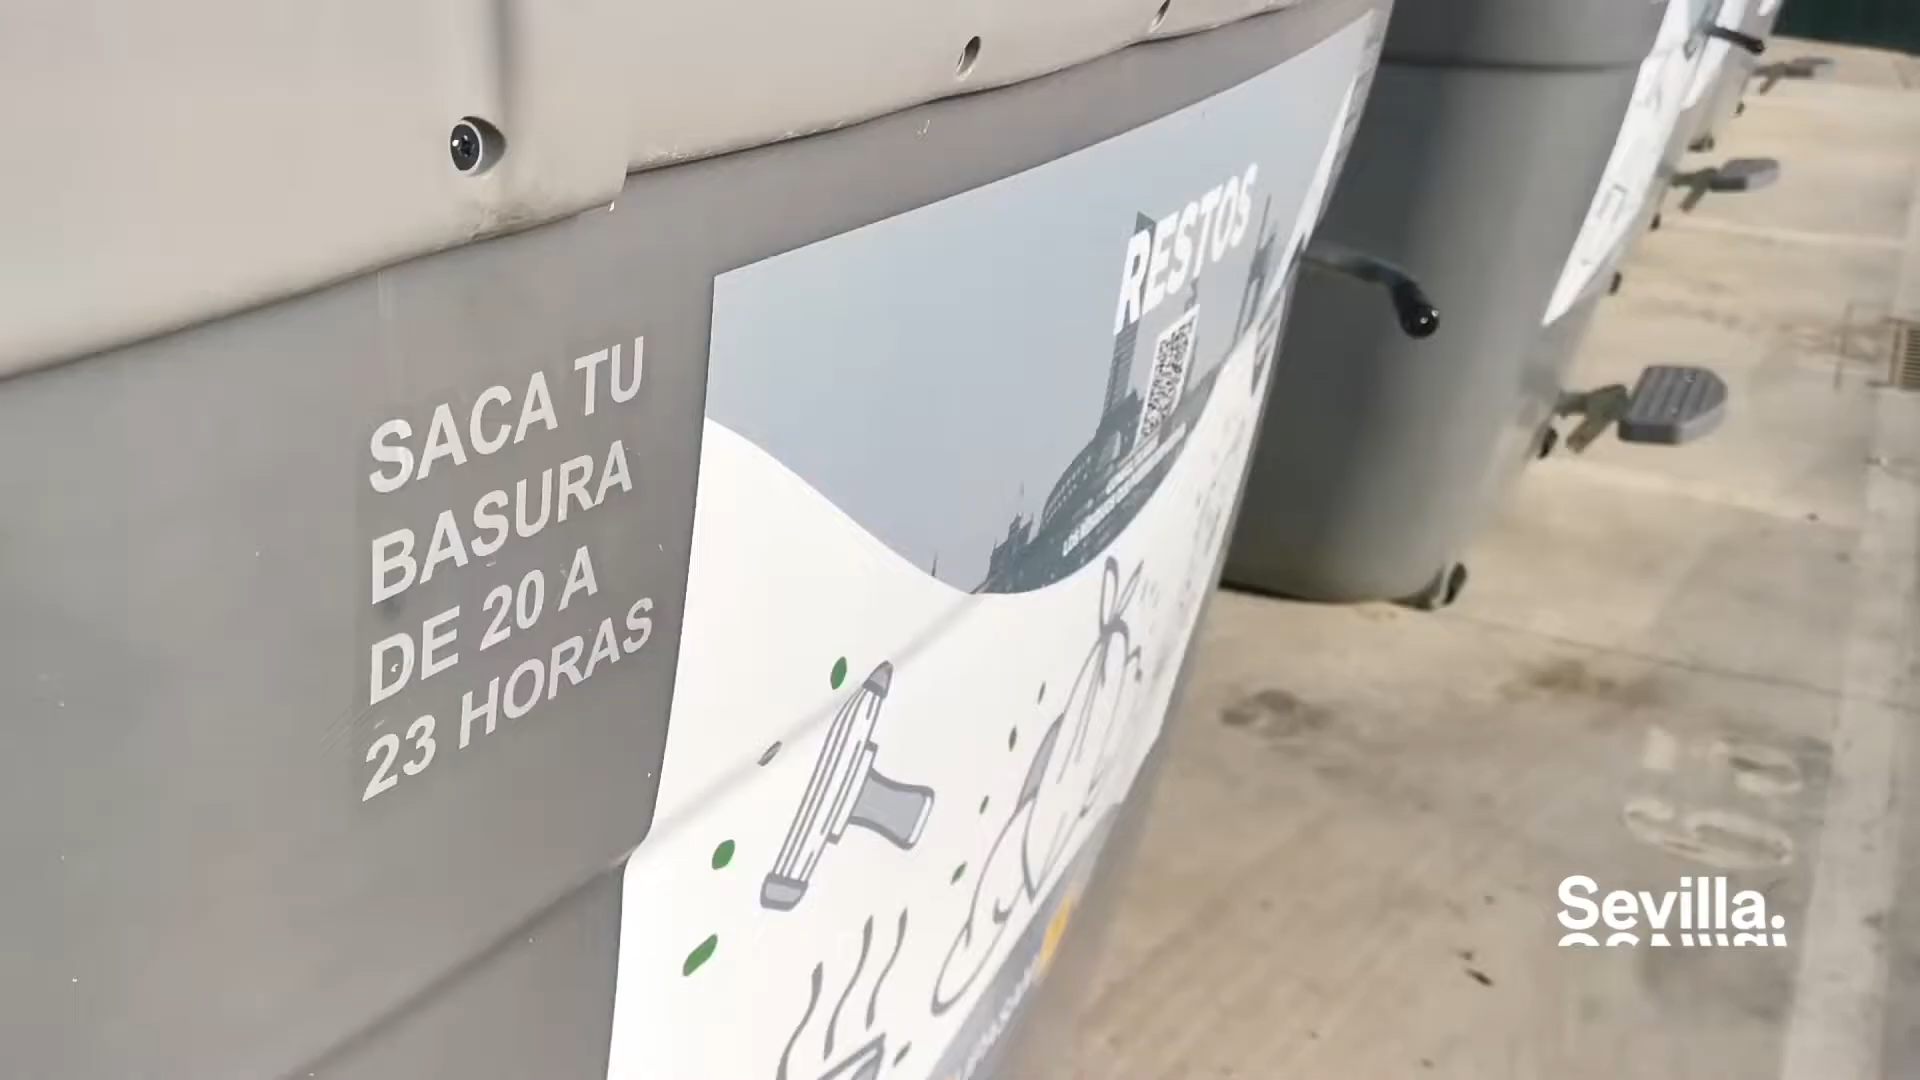 SACA TU
BASURA
DE 20 A
23 HORAS
RESTOS
Sevilla.